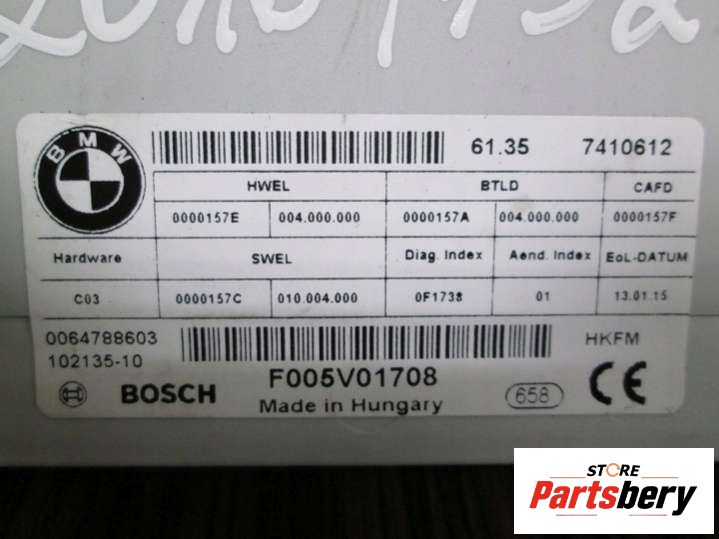 BMW
61.35 7410612
HWEL BTLD CAFD
0000157E 004.000.000 0000157A 004.000.000 0000157F
Hardware SWEL Diag. Index Aend. Index EoL-DATUM
C03 0000157C 010.004.000 0F1738 01 13.01.15
0064788603 HKFM
102135-10
BOSCH F005V01708 658 CE
Made in Hungary
STORE
Partsbery